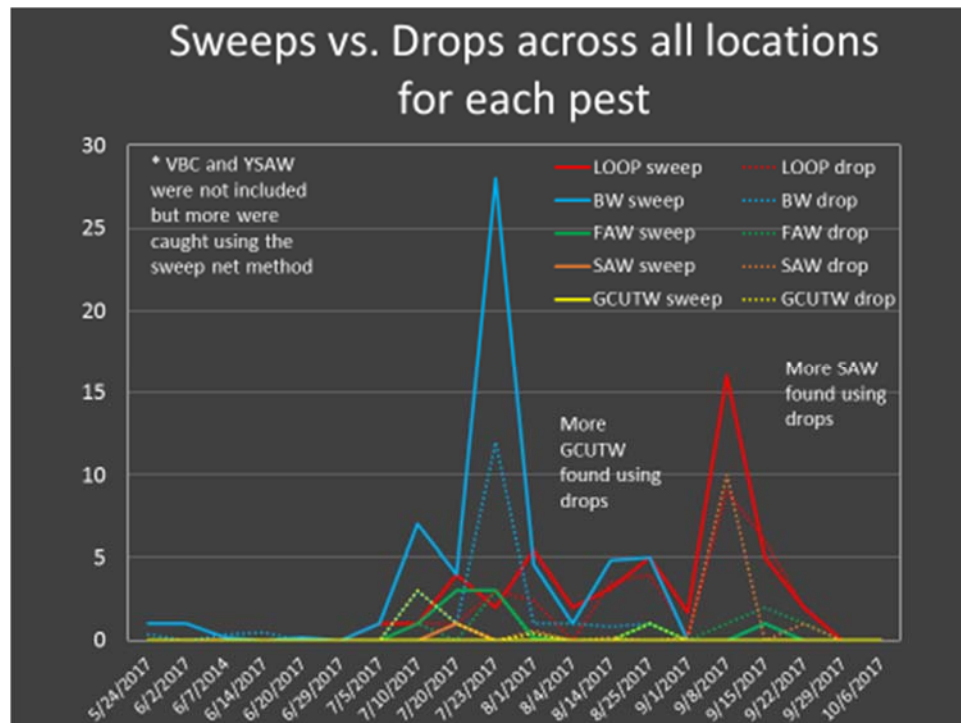 Sweeps vs. Drops across all locations
for each pest
30
25
20
15
10
5
0
* VBC and YSAW
were not included
but more were
caught using the
sweep net method
LOOP sweep
LOOP drop
BW sweep
BW drop
FAW sweep
FAW drop
SAW sweep
SAW drop
GCUTW sweep
GCUTW drop
More SAW
found using
drops
More
GCUTW
found using
drops
5/24/2017
6/2/2017
6/7/2014
6/14/2017
6/20/2017
6/29/2017
7/5/2017
7/10/2017
7/20/2017
7/23/2017
8/1/2017
8/4/2017
8/14/2017
8/25/2017
9/1/2017
9/8/2017
9/15/2017
9/22/2017
9/29/2017
10/6/2017